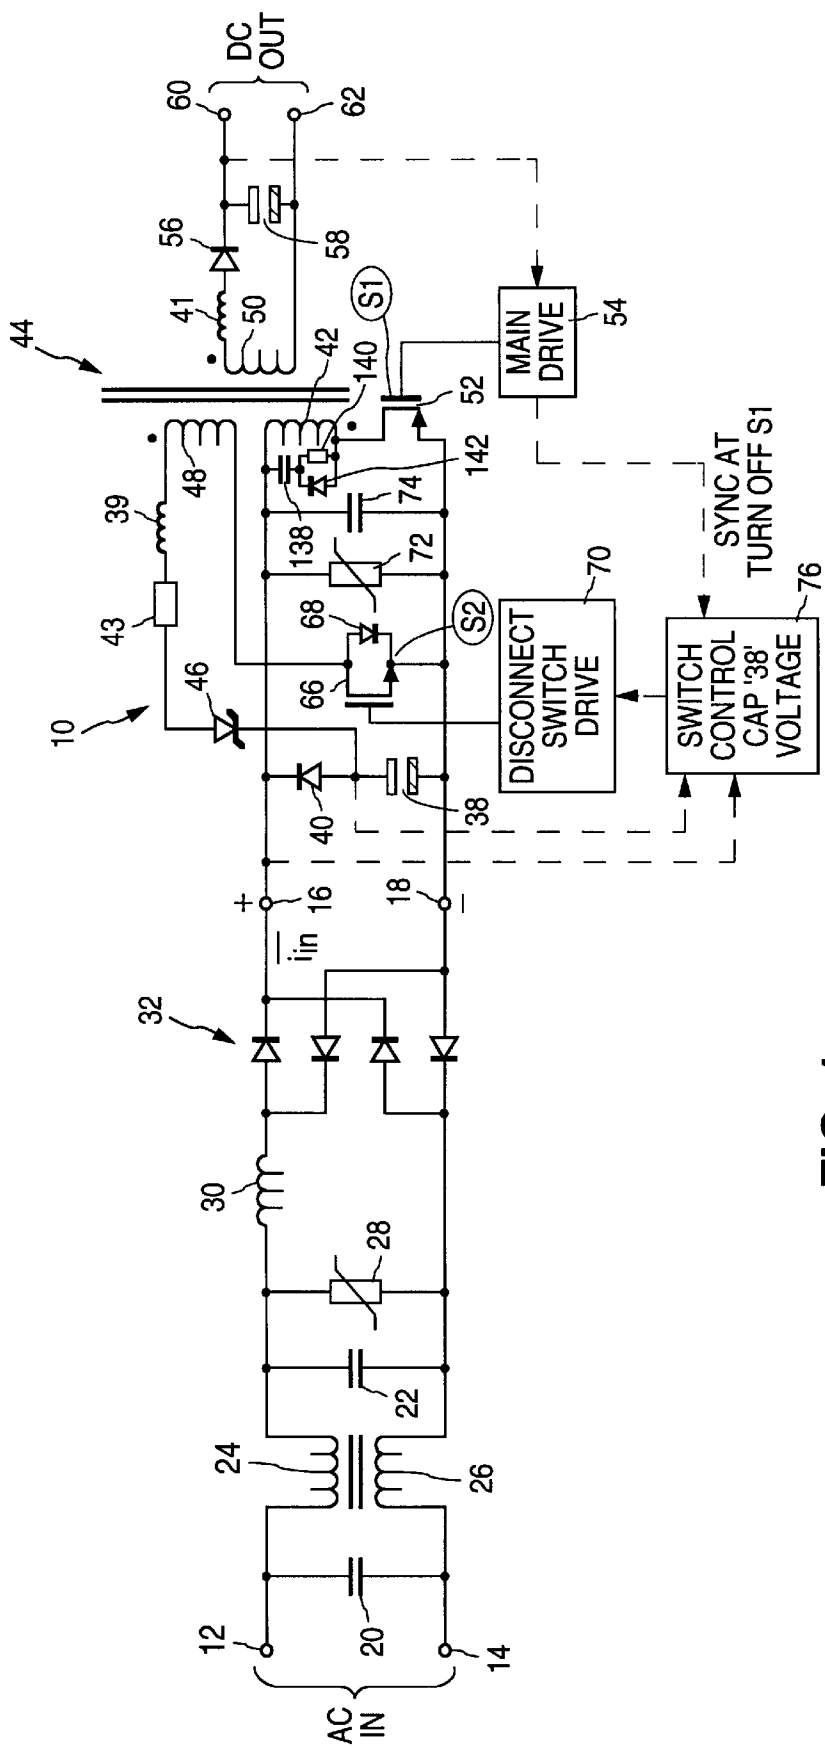 AC
IN
12
14
20
24
26
22
28
30
32
i̅in
+
16
18
−
10
40
38
43
39
46
48
66
68
S2
72
74
138
142
140
42
44
S1
52
41
50
56
58
60
62
DC
OUT
DISCONNECT
SWITCH
DRIVE
70
MAIN
DRIVE
54
SYNC AT
TURN OFF S1
SWITCH
CONTROL
CAP '38'
VOLTAGE
76